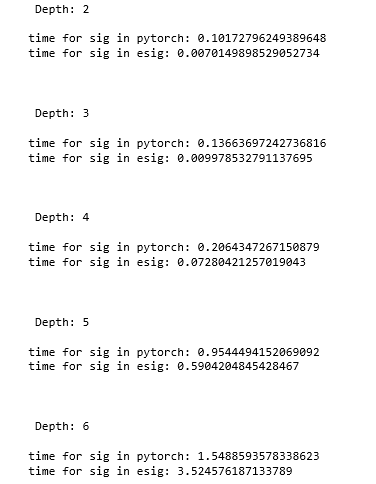 Depth: 2
time for sig in pytorch: 0.10172796249389648
time for sig in esig: 0.0070149898529052734
Depth: 3
time for sig in pytorch: 0.13663697242736816
time for sig in esig: 0.009978532791137695
Depth: 4
time for sig in pytorch: 0.2064347267150879
time for sig in esig: 0.07280421257019043
Depth: 5
time for sig in pytorch: 0.9544494152069092
time for sig in esig: 0.5904204845428467
Depth: 6
time for sig in pytorch: 1.5488593578338623
time for sig in esig: 3.524576187133789